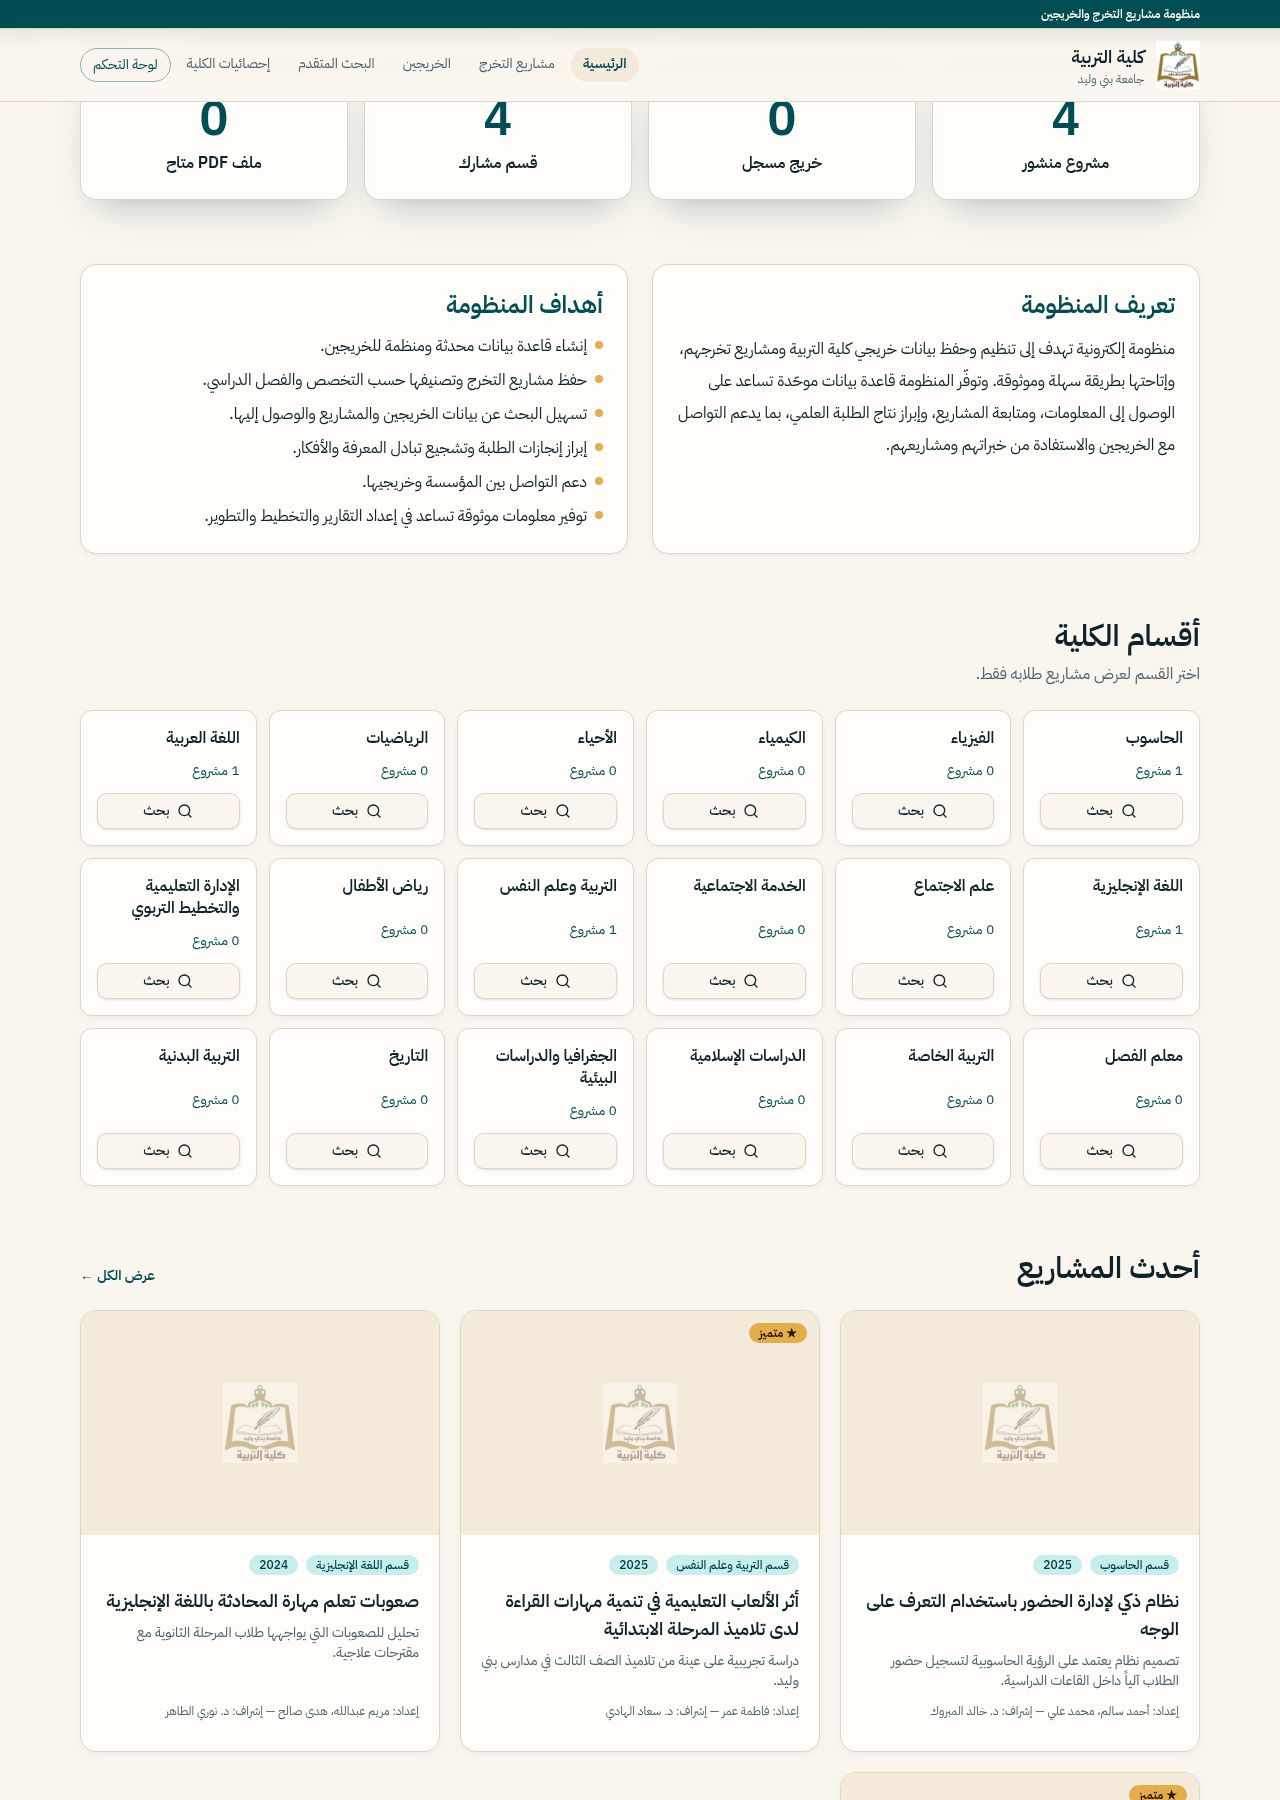 منظومة مشاريع التخرج والخريجين
كلية التربية
جامعة بني وليد
الرئيسية
مشاريع التخرج
الخريجين
البحث المتقدم
إحصائيات الكلية
لوحة التحكم
4
مشروع منشور
0
خريج مسجل
4
قسم مشارك
0
ملف PDF متاح
تعريف المنظومة
منظومة إلكترونية تهدف إلى تنظيم وحفظ بيانات خريجي كلية التربية ومشاريع تخرجهم،
وإتاحتها بطريقة سهلة وموثوقة. وتوفّر المنظومة قاعدة بيانات موحّدة تساعد على
الوصول إلى المعلومات، ومتابعة المشاريع، وإبراز نتاج الطلبة العلمي، بما يدعم التواصل
مع الخريجين والاستفادة من خبراتهم ومشاريعهم.
أهداف المنظومة
إنشاء قاعدة بيانات محدثة ومنظمة للخريجين.
حفظ مشاريع التخرج وتصنيفها حسب التخصص والفصل الدراسي.
تسهيل البحث عن بيانات الخريجين والمشاريع والوصول إليها.
إبراز إنجازات الطلبة وتشجيع تبادل المعرفة والأفكار.
دعم التواصل بين المؤسسة وخريجيها.
توفير معلومات موثوقة تساعد في إعداد التقارير والتخطيط والتطوير.
أقسام الكلية
اختر القسم لعرض مشاريع طلابه فقط.
الحاسوب
1 مشروع
بحث
الفيزياء
0 مشروع
بحث
الكيمياء
0 مشروع
بحث
الأحياء
0 مشروع
بحث
الرياضيات
0 مشروع
بحث
اللغة العربية
1 مشروع
بحث
اللغة الإنجليزية
1 مشروع
بحث
علم الاجتماع
0 مشروع
بحث
الخدمة الاجتماعية
0 مشروع
بحث
التربية وعلم النفس
1 مشروع
بحث
رياض الأطفال
0 مشروع
بحث
الإدارة التعليمية
والتخطيط التربوي
0 مشروع
بحث
معلم الفصل
0 مشروع
بحث
التربية الخاصة
0 مشروع
بحث
الدراسات الإسلامية
0 مشروع
بحث
الجغرافيا والدراسات
البيئية
0 مشروع
بحث
التاريخ
0 مشروع
بحث
التربية البدنية
0 مشروع
بحث
أحدث المشاريع
عرض الكل ←
جامعة بني وليد
كلية التربية
قسم الحاسوب
2025
نظام ذكي لإدارة الحضور باستخدام التعرف على
الوجه
تصميم نظام يعتمد على الرؤية الحاسوبية لتسجيل حضور
الطلاب آلياً داخل القاعات الدراسية.
إعداد: أحمد سالم، محمد علي — إشراف: د. خالد المبروك
★ متميز
جامعة بني وليد
كلية التربية
قسم التربية وعلم النفس
2025
أثر الألعاب التعليمية في تنمية مهارات القراءة
لدى تلاميذ المرحلة الابتدائية
دراسة تجريبية على عينة من تلاميذ الصف الثالث في مدارس بني
وليد.
إعداد: فاطمة عمر — إشراف: د. سعاد الهادي
جامعة بني وليد
كلية التربية
قسم اللغة الإنجليزية
2024
صعوبات تعلم مهارة المحادثة باللغة الإنجليزية
تحليل للصعوبات التي يواجهها طلاب المرحلة الثانوية مع
مقترحات علاجية.
إعداد: مريم عبدالله، هدى صالح — إشراف: د. نوري الطاهر
★ متميز